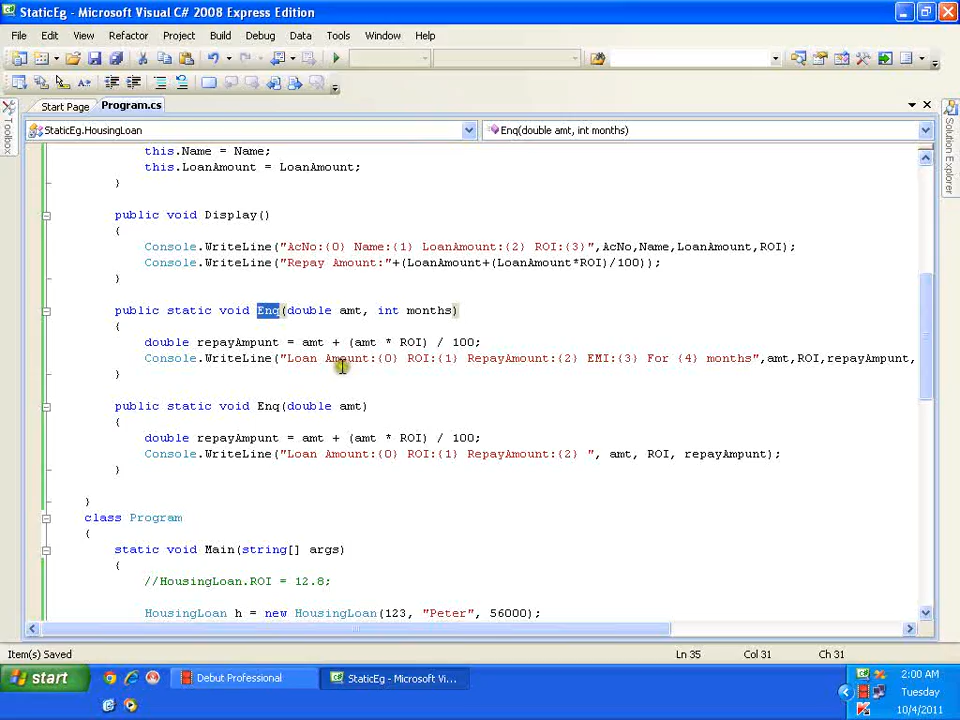 StaticEg - Microsoft Visual C# 2008 Express Edition
File Edit View Refactor Project Build Debug Data Tools Window Help
Start Page Program.cs
StaticEg.HousingLoan Enq(double amt, int months)
Toolbox
Solution Explorer
this.Name = Name;
this.LoanAmount = LoanAmount;
}
public void Display()
{
Console.WriteLine("AcNo:{0} Name:{1} LoanAmount:{2} ROI:{3}",AcNo,Name,LoanAmount,ROI);
Console.WriteLine("Repay Amount:"+(LoanAmount+(LoanAmount*ROI)/100));
}
public static void Enq(double amt, int months)
{
double repayAmpunt = amt + (amt * ROI) / 100;
Console.WriteLine("Loan Amount:{0} ROI:{1} RepayAmount:{2} EMI:{3} For {4} months",amt,ROI,repayAmpunt,
}
public static void Enq(double amt)
{
double repayAmpunt = amt + (amt * ROI) / 100;
Console.WriteLine("Loan Amount:{0} ROI:{1} RepayAmount:{2} ", amt, ROI, repayAmpunt);
}
}
class Program
{
static void Main(string[] args)
{
//HousingLoan.ROI = 12.8;
HousingLoan h = new HousingLoan(123, "Peter", 56000);
Item(s) Saved Ln 35 Col 31 Ch 31
start Debut Professional StaticEg - Microsoft Vi... 2:00 AM
Tuesday
10/4/2011